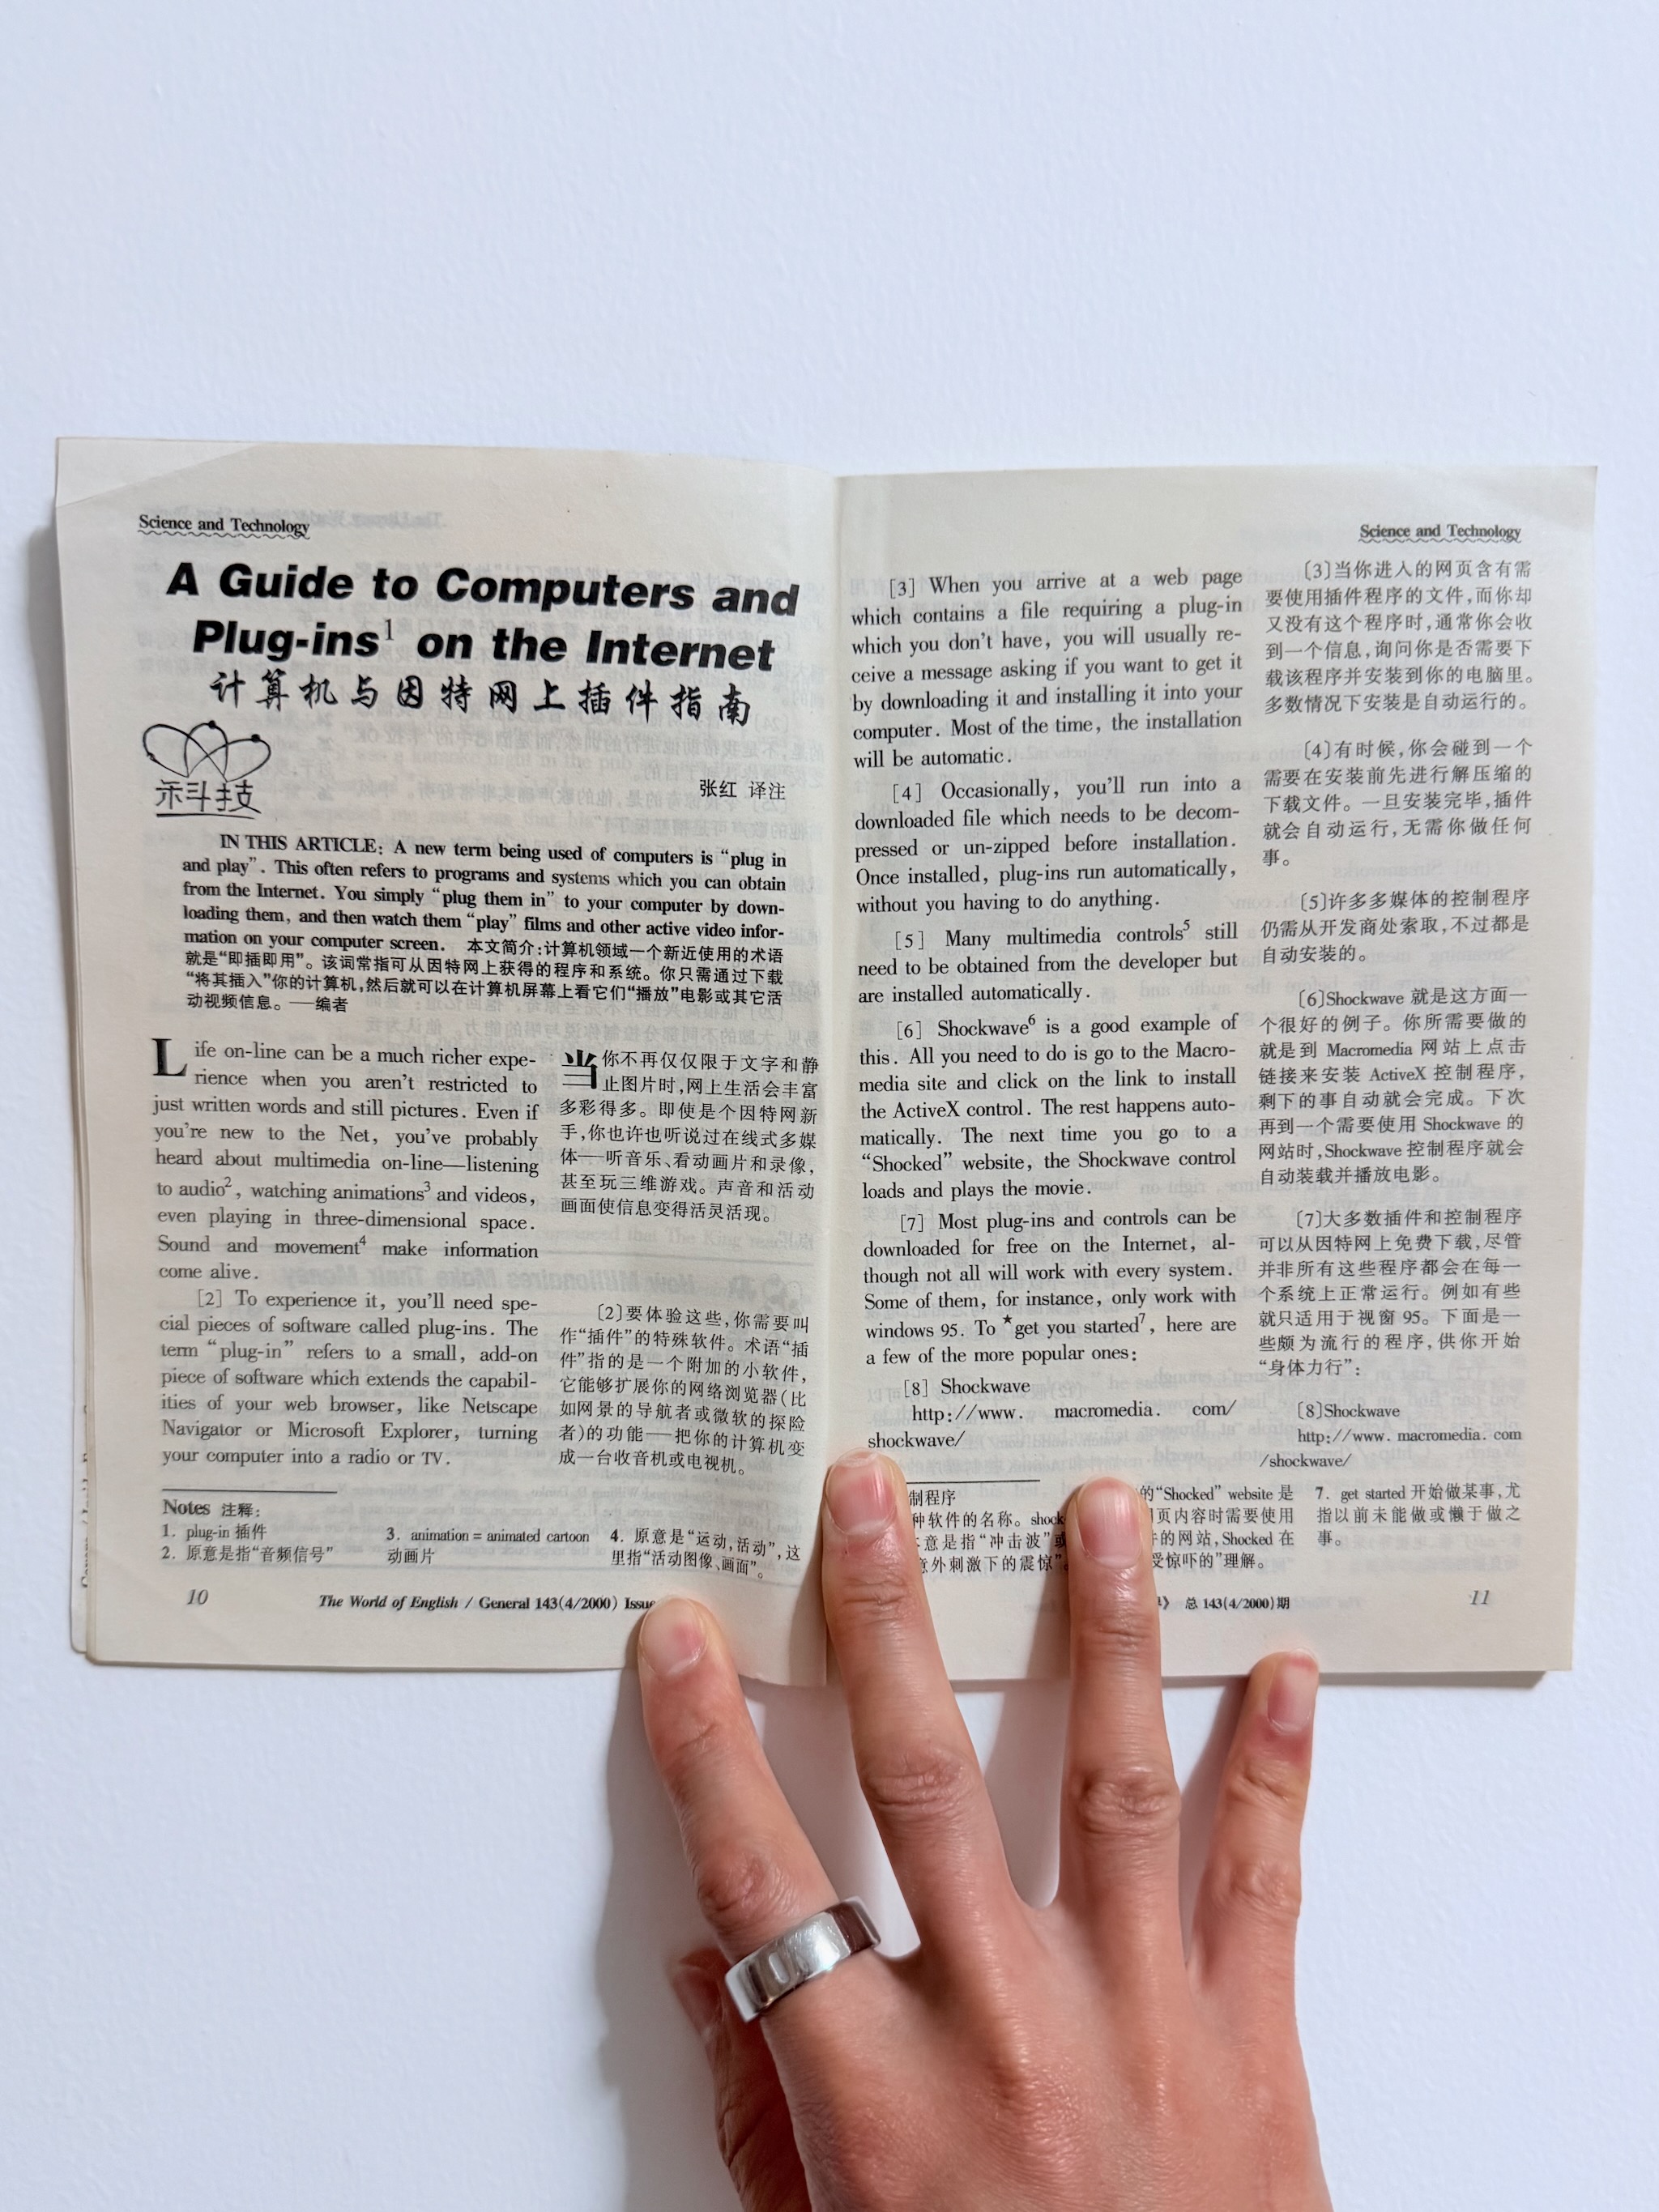 Science and Technology
A Guide to Computers and
Plug-ins1 on the Internet
计算机与因特网上插件指南
科技
张红 译注
IN THIS ARTICLE: A new term being used of computers is “plug in
and play”. This often refers to programs and systems which you can obtain
from the Internet. You simply “plug them in” to your computer by down-
loading them, and then watch them “play” films and other active video infor-
mation on your computer screen. 本文简介:计算机领域一个新近使用的术语
就是“即插即用”。该词常指可从因特网上获得的程序和系统。你只需通过下载
“将其插入”你的计算机,然后就可以在计算机屏幕上看它们“播放”电影或其它活
动视频信息。——编者
Life on-line can be a much richer expe-
rience when you aren’t restricted to
just written words and still pictures. Even if
you’re new to the Net, you’ve probably
heard about multimedia on-line—listening
to audio2, watching animations3 and videos,
even playing in three-dimensional space.
Sound and movement4 make information
come alive.
[2] To experience it, you’ll need spe-
cial pieces of software called plug-ins. The
term “plug-in” refers to a small, add-on
piece of software which extends the capabil-
ities of your web browser, like Netscape
Navigator or Microsoft Explorer, turning
your computer into a radio or TV.
当你不再仅仅限于文字和静
止图片时,网上生活会丰富
多彩得多。即使是个因特网新
手,你也许也听说过在线式多媒
体——听音乐、看动画片和录像,
甚至玩三维游戏。声音和活动
画面使信息变得活灵活现。
[2]要体验这些,你需要叫
作“插件”的特殊软件。术语“插
件”指的是一个附加的小软件,
它能够扩展你的网络浏览器(比
如网景的导航者或微软的探险
者)的功能——把你的计算机变
成一台收音机或电视机。
Notes 注释:
1. plug-in 插件
2. 原意是指“音频信号”
3. animation = animated cartoon
动画片
4. 原意是“运动,活动”,这
里指“活动图像、画面”。
10
The World of English / General 143(4/2000) Issue
Science and Technology
[3] When you arrive at a web page
which contains a file requiring a plug-in
which you don’t have, you will usually re-
ceive a message asking if you want to get it
by downloading it and installing it into your
computer. Most of the time, the installation
will be automatic.
[4] Occasionally, you’ll run into a
downloaded file which needs to be decom-
pressed or un-zipped before installation.
Once installed, plug-ins run automatically,
without you having to do anything.
[5] Many multimedia controls5 still
need to be obtained from the developer but
are installed automatically.
[6] Shockwave6 is a good example of
this. All you need to do is go to the Macro-
media site and click on the link to install
the ActiveX control. The rest happens auto-
matically. The next time you go to a
“Shocked” website, the Shockwave control
loads and plays the movie.
[7] Most plug-ins and controls can be
downloaded for free on the Internet, al-
though not all will work with every system.
Some of them, for instance, only work with
windows 95. To ★get you started7, here are
a few of the more popular ones:
[8] Shockwave
http://www. macromedia. com/
shockwave/
[3]当你进入的网页含有需
要使用插件程序的文件,而你却
又没有这个程序时,通常你会收
到一个信息,询问你是否需要下
载该程序并安装到你的电脑里。
多数情况下安装是自动运行的。
[4]有时候,你会碰到一个
需要在安装前先进行解压缩的
下载文件。一旦安装完毕,插件
就会自动运行,无需你做任何
事。
[5]许多多媒体的控制程序
仍需从开发商处索取,不过都是
自动安装的。
[6]Shockwave 就是这方面一
个很好的例子。你所需要做的
就是到 Macromedia 网站上点击
链接来安装 ActiveX 控制程序,
剩下的事自动就会完成。下次
再到一个需要使用 Shockwave 的
网站时,Shockwave 控制程序就会
自动装载并播放电影。
[7]大多数插件和控制程序
可以从因特网上免费下载,尽管
并非所有这些程序都会在每一
个系统上正常运行。例如有些
就只适用于视窗 95。下面是一
些颇为流行的程序,供你开始
“身体力行”:
[8]Shockwave
http://www. macromedia. com
/shockwave/
制程序
种软件的名称。shock
本意是指“冲击波”或
意外刺激下的震惊”。
的“Shocked” website 是
网页内容时需要使用
件的网站,Shocked 在
受惊吓的”理解。
7. get started 开始做某事,尤
指以前未能做或懒于做之
事。
》 总 143(4/2000)期
11